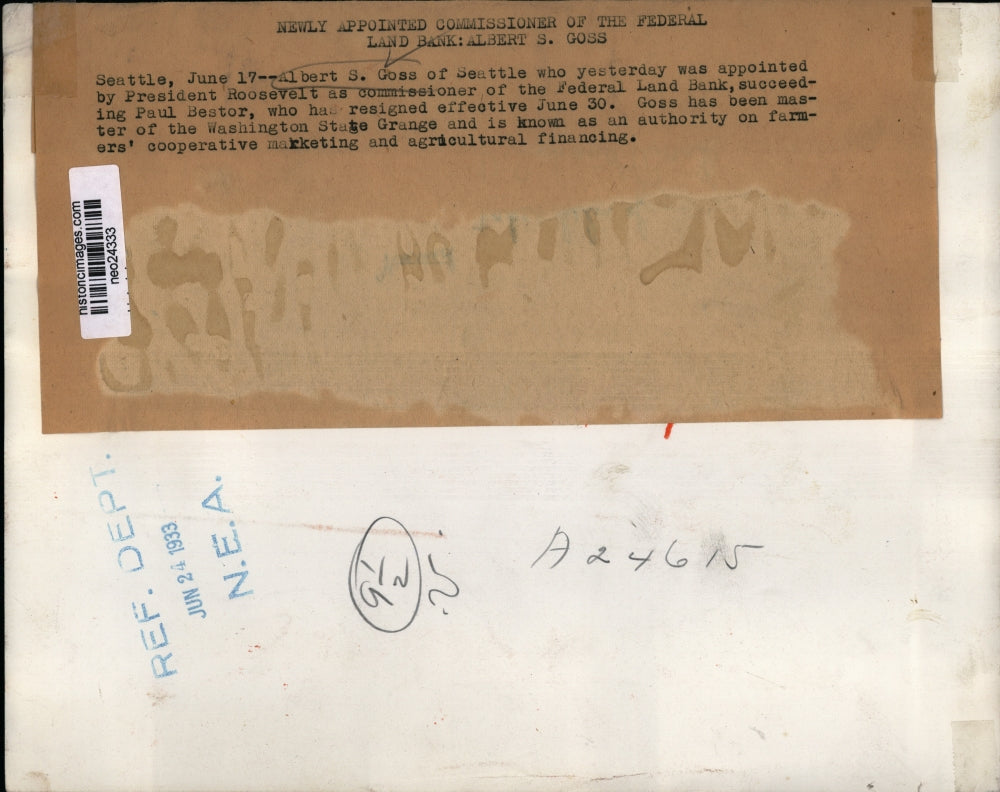 NEWLY APPOINTED COMMISSIONER OF THE FEDERAL
LAND BANK:ALBERT S. GOSS
Seattle, June 17--Albert S. Goss of Seattle who yesterday was appointed
by President Roosevelt as commissioner of the Federal Land Bank,succeed-
ing Paul Bestor, who has resigned effective June 30. Goss has been mas-
ter of the Washington State Grange and is known as an authority on farm-
ers' cooperative marketing and agricultural financing.
historicimages.com
neo24333
REF. DEPT.
JUN 24 1933
N.E.A.
9 1/2
A24615